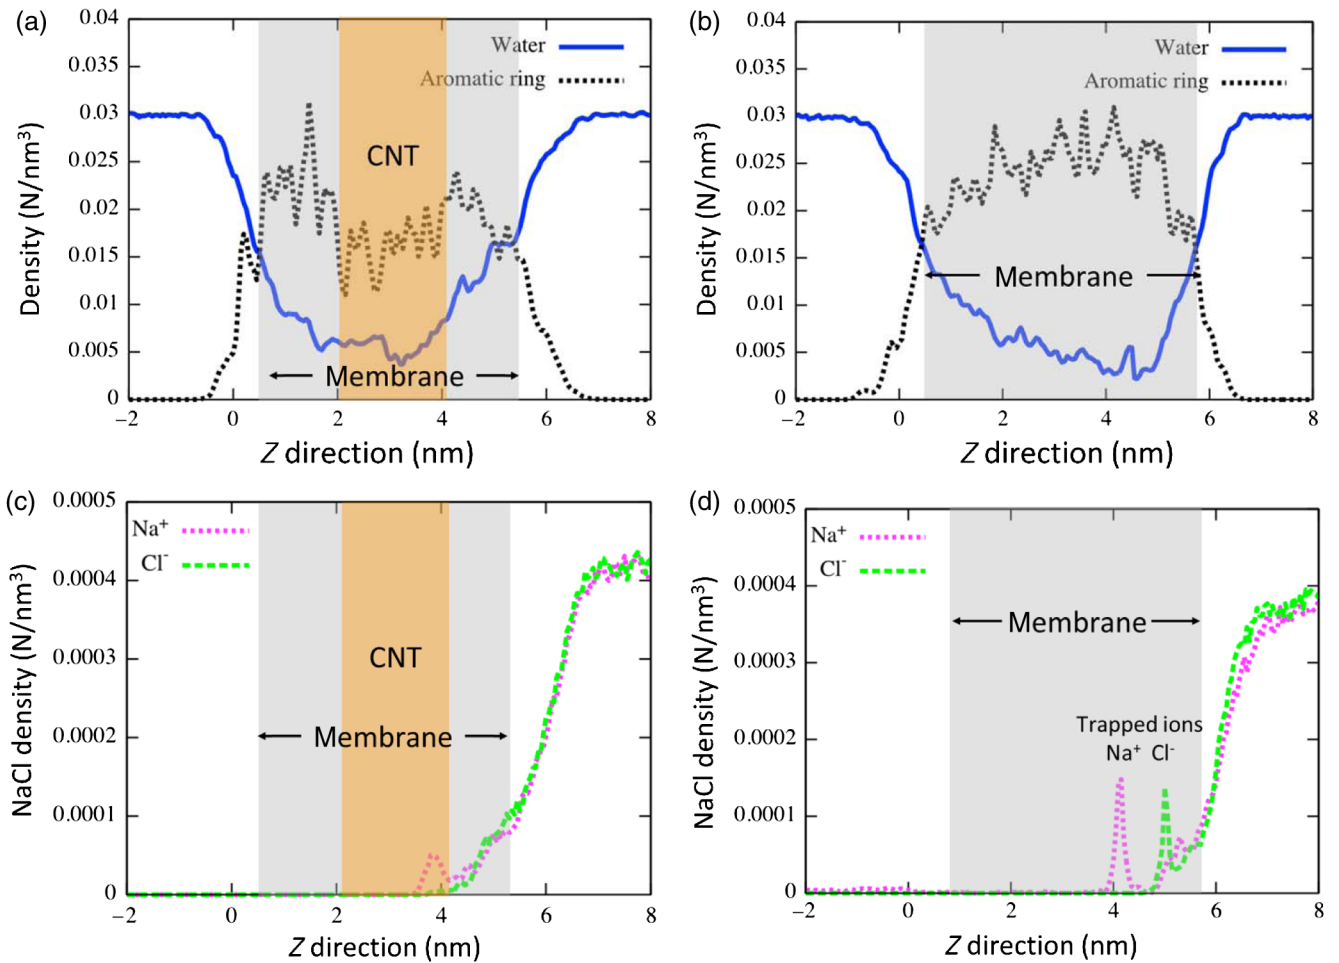 (a)
0.04
0.035
0.03
0.025
0.02
0.015
0.01
0.005
0
Density (N/nm³)
Water
Aromatic ring
CNT
Membrane
−2
0
2
4
6
8
Z direction (nm)
(b)
0.04
0.035
0.03
0.025
0.02
0.015
0.01
0.005
0
Density (N/nm³)
Water
Aromatic ring
Membrane
−2
0
2
4
6
8
Z direction (nm)
(c)
0.0005
0.0004
0.0003
0.0002
0.0001
0
NaCl density (N/nm³)
Na⁺
Cl⁻
CNT
Membrane
−2
0
2
4
6
8
Z direction (nm)
(d)
0.0005
0.0004
0.0003
0.0002
0.0001
0
NaCl density (N/nm³)
Na⁺
Cl⁻
Membrane
Trapped ions
Na⁺ Cl⁻
−2
0
2
4
6
8
Z direction (nm)